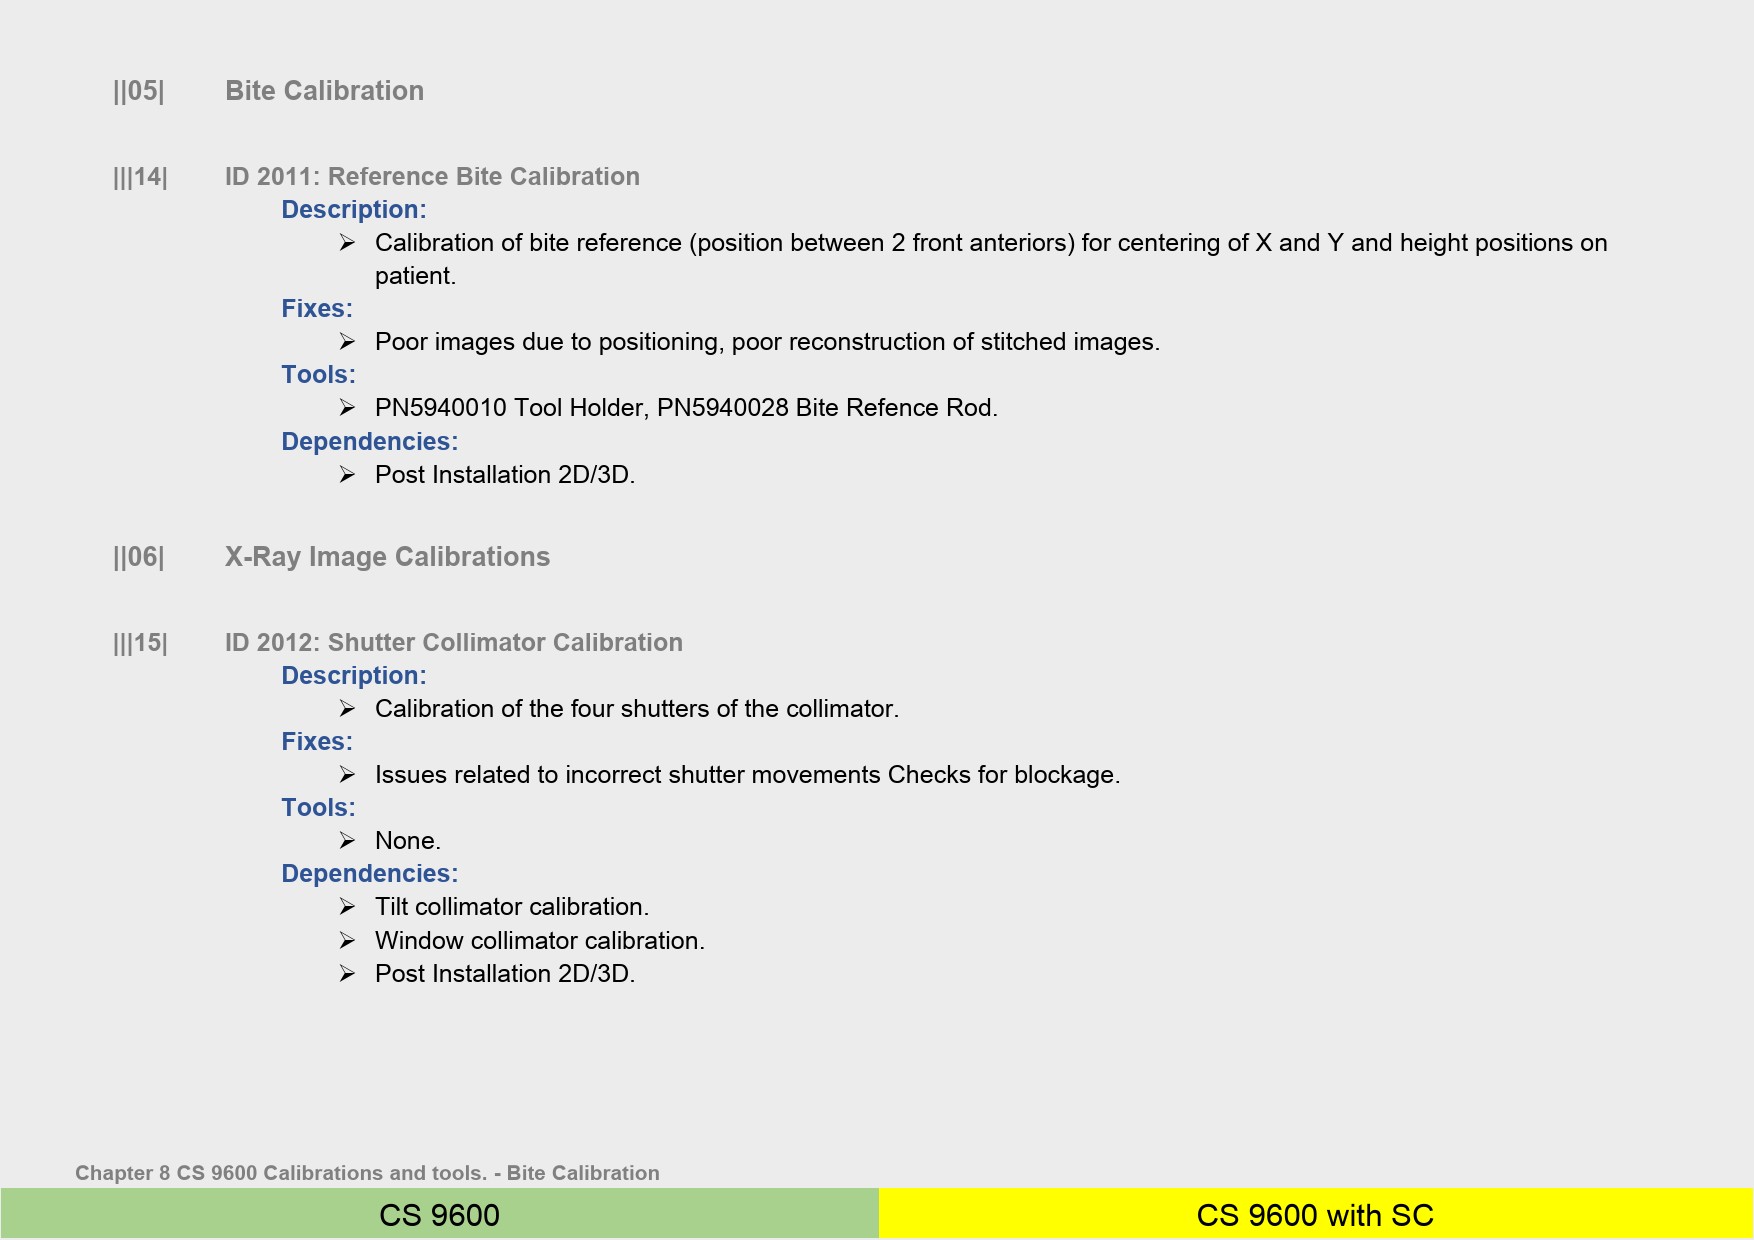 ||05| Bite Calibration
|||14| ID 2011: Reference Bite Calibration
Description:
➢ Calibration of bite reference (position between 2 front anteriors) for centering of X and Y and height positions on
patient.
Fixes:
➢ Poor images due to positioning, poor reconstruction of stitched images.
Tools:
➢ PN5940010 Tool Holder, PN5940028 Bite Refence Rod.
Dependencies:
➢ Post Installation 2D/3D.
||06| X-Ray Image Calibrations
|||15| ID 2012: Shutter Collimator Calibration
Description:
➢ Calibration of the four shutters of the collimator.
Fixes:
➢ Issues related to incorrect shutter movements Checks for blockage.
Tools:
➢ None.
Dependencies:
➢ Tilt collimator calibration.
➢ Window collimator calibration.
➢ Post Installation 2D/3D.
Chapter 8 CS 9600 Calibrations and tools. - Bite Calibration
CS 9600 CS 9600 with SC